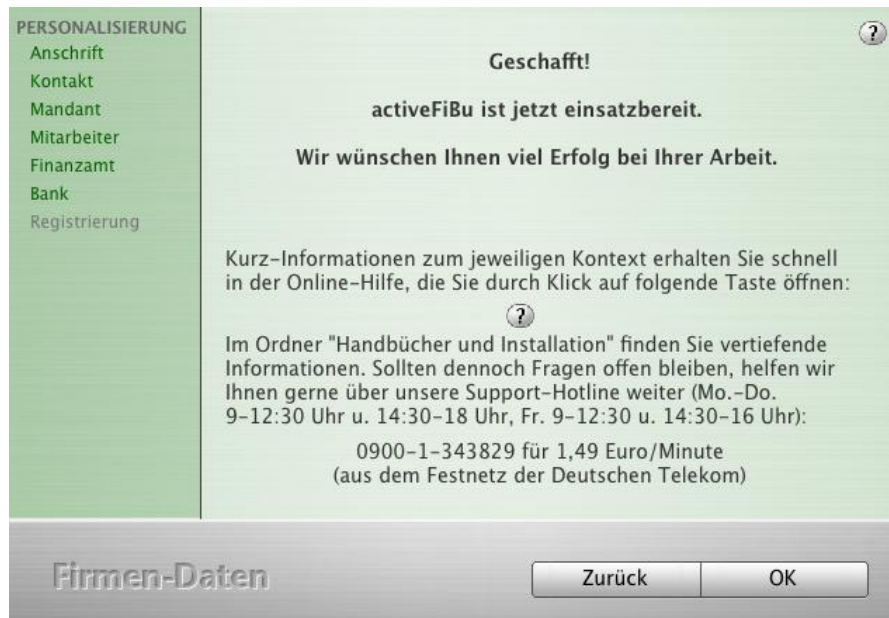 PERSONALISIERUNG
Anschrift
Kontakt
Mandant
Mitarbeiter
Finanzamt
Bank
Registrierung
?
Geschafft!
activeFiBu ist jetzt einsatzbereit.
Wir wünschen Ihnen viel Erfolg bei Ihrer Arbeit.
Kurz-Informationen zum jeweiligen Kontext erhalten Sie schnell
in der Online-Hilfe, die Sie durch Klick auf folgende Taste öffnen:
?
Im Ordner "Handbücher und Installation" finden Sie vertiefende
Informationen. Sollten dennoch Fragen offen bleiben, helfen wir
Ihnen gerne über unsere Support-Hotline weiter (Mo.-Do.
9-12:30 Uhr u. 14:30-18 Uhr, Fr. 9-12:30 u. 14:30-16 Uhr):
0900-1-343829 für 1,49 Euro/Minute
(aus dem Festnetz der Deutschen Telekom)
Firmen-Daten
Zurück
OK